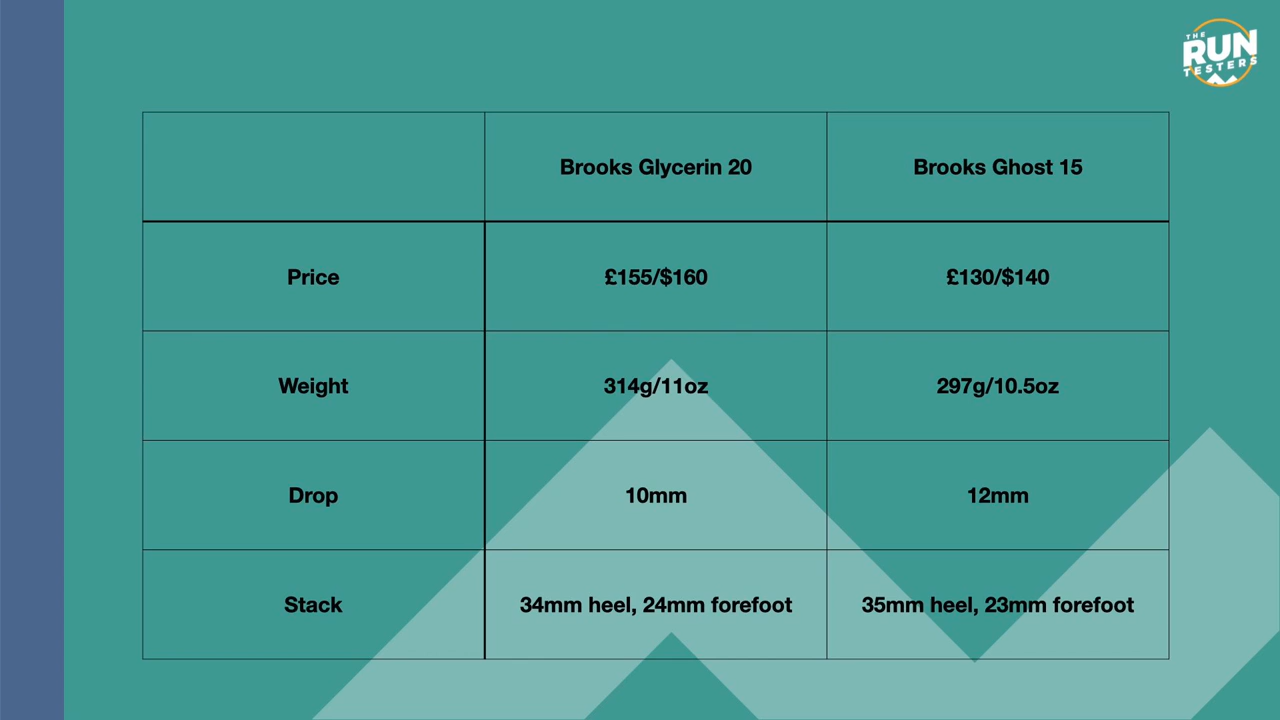 THE
RUN
TESTERS
Brooks Glycerin 20
Brooks Ghost 15
Price
£155/$160
£130/$140
Weight
314g/11oz
297g/10.5oz
Drop
10mm
12mm
Stack
34mm heel, 24mm forefoot
35mm heel, 23mm forefoot